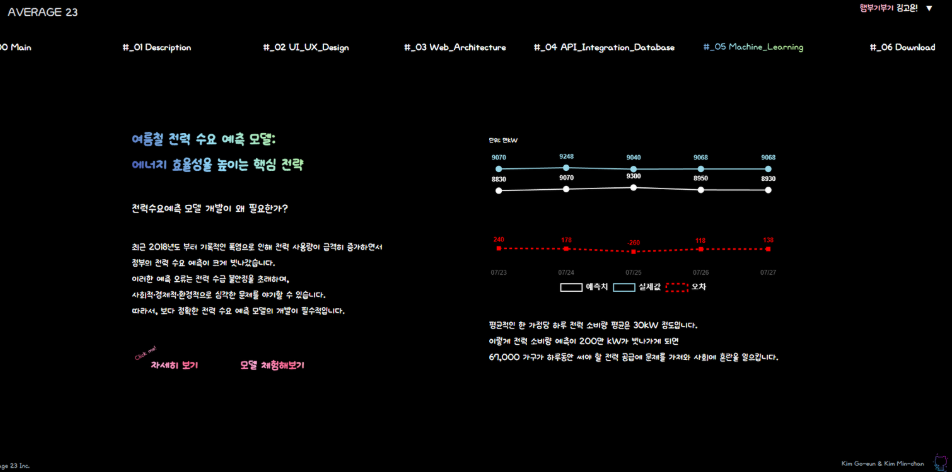 AVERAGE 23
햄부기부기 김고은! ▼
00 Main
#_01 Description
#_02 UI_UX_Design
#_03 Web_Architecture
#_04 API_Integration_Database
#_05 Machine_Learning
#_06 Download
여름철 전력 수요 예측 모델:
에너지 효율성을 높이는 핵심 전략
전력수요예측 모델 개발이 왜 필요한가?
최근 2018년도 부터 기록적인 폭염으로 인해 전력 사용량이 급격히 증가하면서
정부의 전력 수요 예측이 크게 빗나갔습니다.
이러한 예측 오류는 전력 수급 불안정을 초래하며,
사회적·경제적·환경적으로 심각한 문제를 야기할 수 있습니다.
따라서, 보다 정확한 전력 수요 예측 모델의 개발이 필수적입니다.
Click me!
자세히 보기
모델 체험해보기
단위: 만kW
9070 9248 9040 9068 9068
8830 9070 9300 8950 8930
240 178 -260 118 138
07/23 07/24 07/25 07/26 07/27
예측치 실제값 오차
평균적인 한 가정당 하루 전력 소비량 평균은 30kW 정도입니다.
이렇게 전력 소비량 예측이 200만 kW가 빗나가게 되면
67,000 가구가 하루동안 써야 할 전력 공급에 문제를 가져와 사회에 혼란을 일으킵니다.
age 23 Inc.
Kim Go-eun & Kim Min-chan